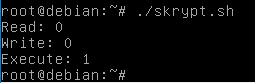 root@debian:~# ./skrypt.sh
Read: 0
Write: 0
Execute: 1
root@debian:~#